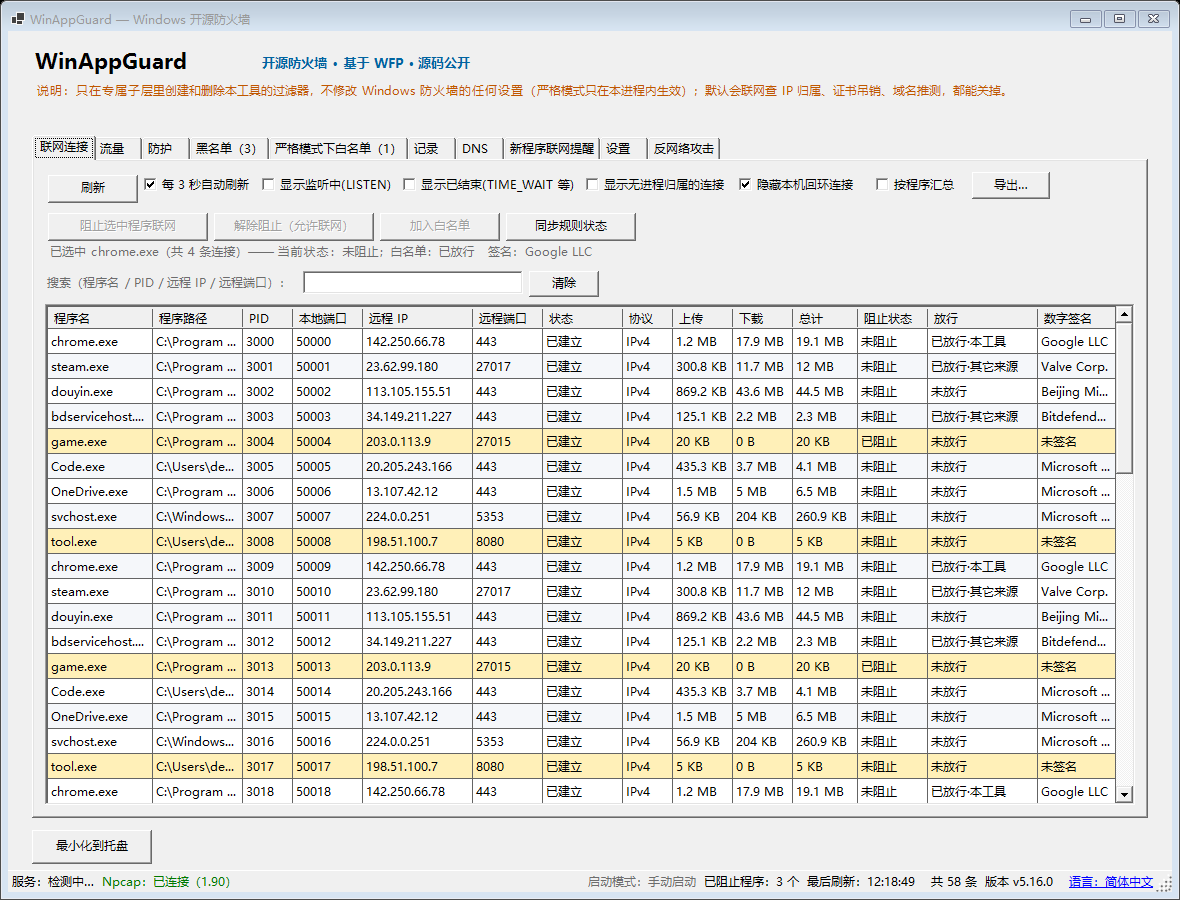 WinAppGuard — Windows 开源防火墙
WinAppGuard 开源防火墙 • 基于 WFP • 源码公开
说明：只在专属子层里创建和删除本工具的过滤器，不修改 Windows 防火墙的任何设置（严格模式只在本进程内生效）；默认会联网查 IP 归属、证书吊销、域名推测，都能关掉。
联网连接 流量 防护 黑名单（3） 严格模式下白名单（1） 记录 DNS 新程序联网提醒 设置 反网络攻击
刷新 每 3 秒自动刷新 显示监听中(LISTEN) 显示已结束(TIME_WAIT 等) 显示无进程归属的连接 隐藏本机回环连接 按程序汇总 导出...
阻止选中程序联网 解除阻止（允许联网） 加入白名单 同步规则状态
已选中 chrome.exe（共 4 条连接）—— 当前状态：未阻止；白名单：已放行 签名：Google LLC
搜索（程序名 / PID / 远程 IP / 远程端口）： 清除
程序名 程序路径 PID 本地端口 远程 IP 远程端口 状态 协议 上传 下载 总计 阻止状态 放行 数字签名
chrome.exe C:\Program ... 3000 50000 142.250.66.78 443 已建立 IPv4 1.2 MB 17.9 MB 19.1 MB 未阻止 已放行·本工具 Google LLC
steam.exe C:\Program ... 3001 50001 23.62.99.180 27017 已建立 IPv4 300.8 KB 11.7 MB 12 MB 未阻止 已放行·其它来源 Valve Corp.
douyin.exe C:\Program ... 3002 50002 113.105.155.51 443 已建立 IPv4 869.2 KB 43.6 MB 44.5 MB 未阻止 未放行 Beijing Mi...
bdservicehost.... C:\Program ... 3003 50003 34.149.211.227 443 已建立 IPv4 125.1 KB 2.2 MB 2.3 MB 未阻止 已放行·其它来源 Bitdefend...
game.exe C:\Program ... 3004 50004 203.0.113.9 27015 已建立 IPv4 20 KB 0 B 20 KB 已阻止 未放行 未签名
Code.exe C:\Users\de... 3005 50005 20.205.243.166 443 已建立 IPv4 435.3 KB 3.7 MB 4.1 MB 未阻止 未放行 Microsoft ...
OneDrive.exe C:\Program ... 3006 50006 13.107.42.12 443 已建立 IPv4 1.5 MB 5 MB 6.5 MB 未阻止 未放行 Microsoft ...
svchost.exe C:\Windows... 3007 50007 224.0.0.251 5353 已建立 IPv4 56.9 KB 204 KB 260.9 KB 未阻止 未放行 Microsoft ...
tool.exe C:\Users\de... 3008 50008 198.51.100.7 8080 已建立 IPv4 5 KB 0 B 5 KB 未阻止 未放行 未签名
chrome.exe C:\Program ... 3009 50009 142.250.66.78 443 已建立 IPv4 1.2 MB 17.9 MB 19.1 MB 未阻止 已放行·本工具 Google LLC
steam.exe C:\Program ... 3010 50010 23.62.99.180 27017 已建立 IPv4 300.8 KB 11.7 MB 12 MB 未阻止 已放行·其它来源 Valve Corp.
douyin.exe C:\Program ... 3011 50011 113.105.155.51 443 已建立 IPv4 869.2 KB 43.6 MB 44.5 MB 未阻止 未放行 Beijing Mi...
bdservicehost.... C:\Program ... 3012 50012 34.149.211.227 443 已建立 IPv4 125.1 KB 2.2 MB 2.3 MB 未阻止 已放行·其它来源 Bitdefend...
game.exe C:\Program ... 3013 50013 203.0.113.9 27015 已建立 IPv4 20 KB 0 B 20 KB 已阻止 未放行 未签名
Code.exe C:\Users\de... 3014 50014 20.205.243.166 443 已建立 IPv4 435.3 KB 3.7 MB 4.1 MB 未阻止 未放行 Microsoft ...
OneDrive.exe C:\Program ... 3015 50015 13.107.42.12 443 已建立 IPv4 1.5 MB 5 MB 6.5 MB 未阻止 未放行 Microsoft ...
svchost.exe C:\Windows... 3016 50016 224.0.0.251 5353 已建立 IPv4 56.9 KB 204 KB 260.9 KB 未阻止 未放行 Microsoft ...
tool.exe C:\Users\de... 3017 50017 198.51.100.7 8080 已建立 IPv4 5 KB 0 B 5 KB 未阻止 未放行 未签名
chrome.exe C:\Program ... 3018 50018 142.250.66.78 443 已建立 IPv4 1.2 MB 17.9 MB 19.1 MB 未阻止 已放行·本工具 Google LLC
最小化到托盘
服务：检测中... Npcap：已连接（1.90） 启动模式：手动启动 已阻止程序：3 个 最后刷新：12:18:49 共 58 条 版本 v5.16.0 语言：简体中文